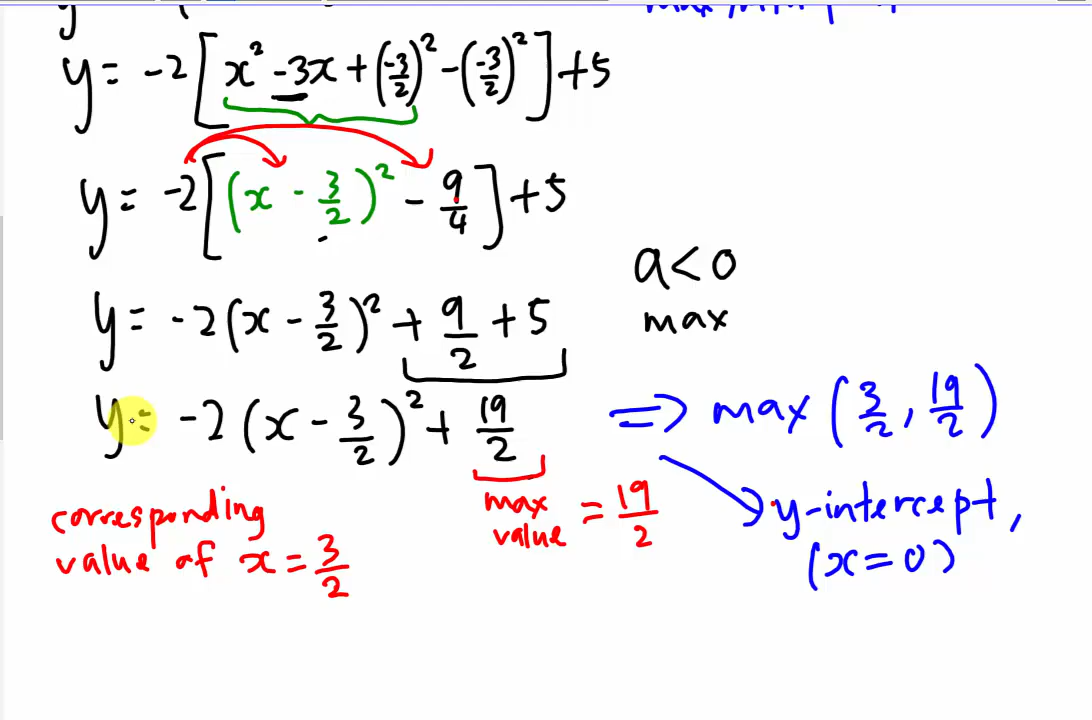 y = -2[x² -3x + (-3/2)² - (-3/2)²] + 5
y = -2[(x - 3/2)² - 9/4] + 5
a < 0
max
y = -2(x - 3/2)² + 9/2 + 5
y = -2(x - 3/2)² + 19/2
⇒ max (3/2, 19/2)
max value = 19/2
corresponding
value of x = 3/2
y-intercept,
(x = 0)